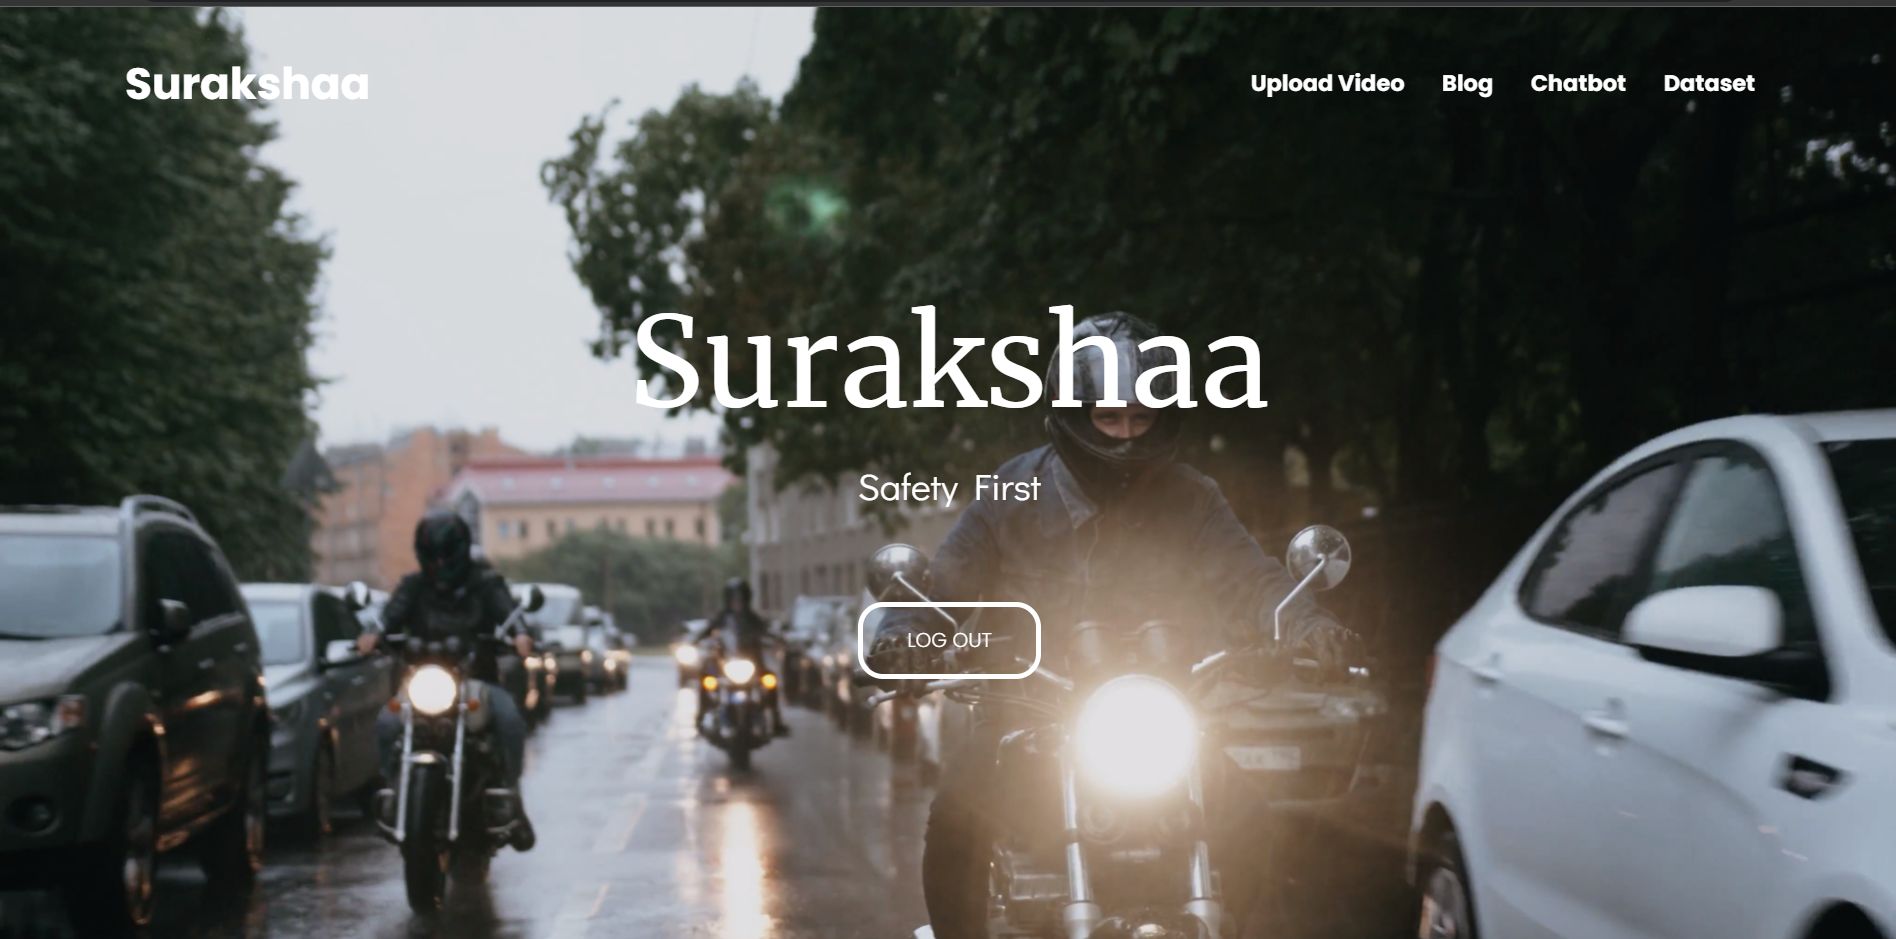 Surakshaa
Upload Video Blog Chatbot Dataset
Surakshaa
Safety First
LOG OUT